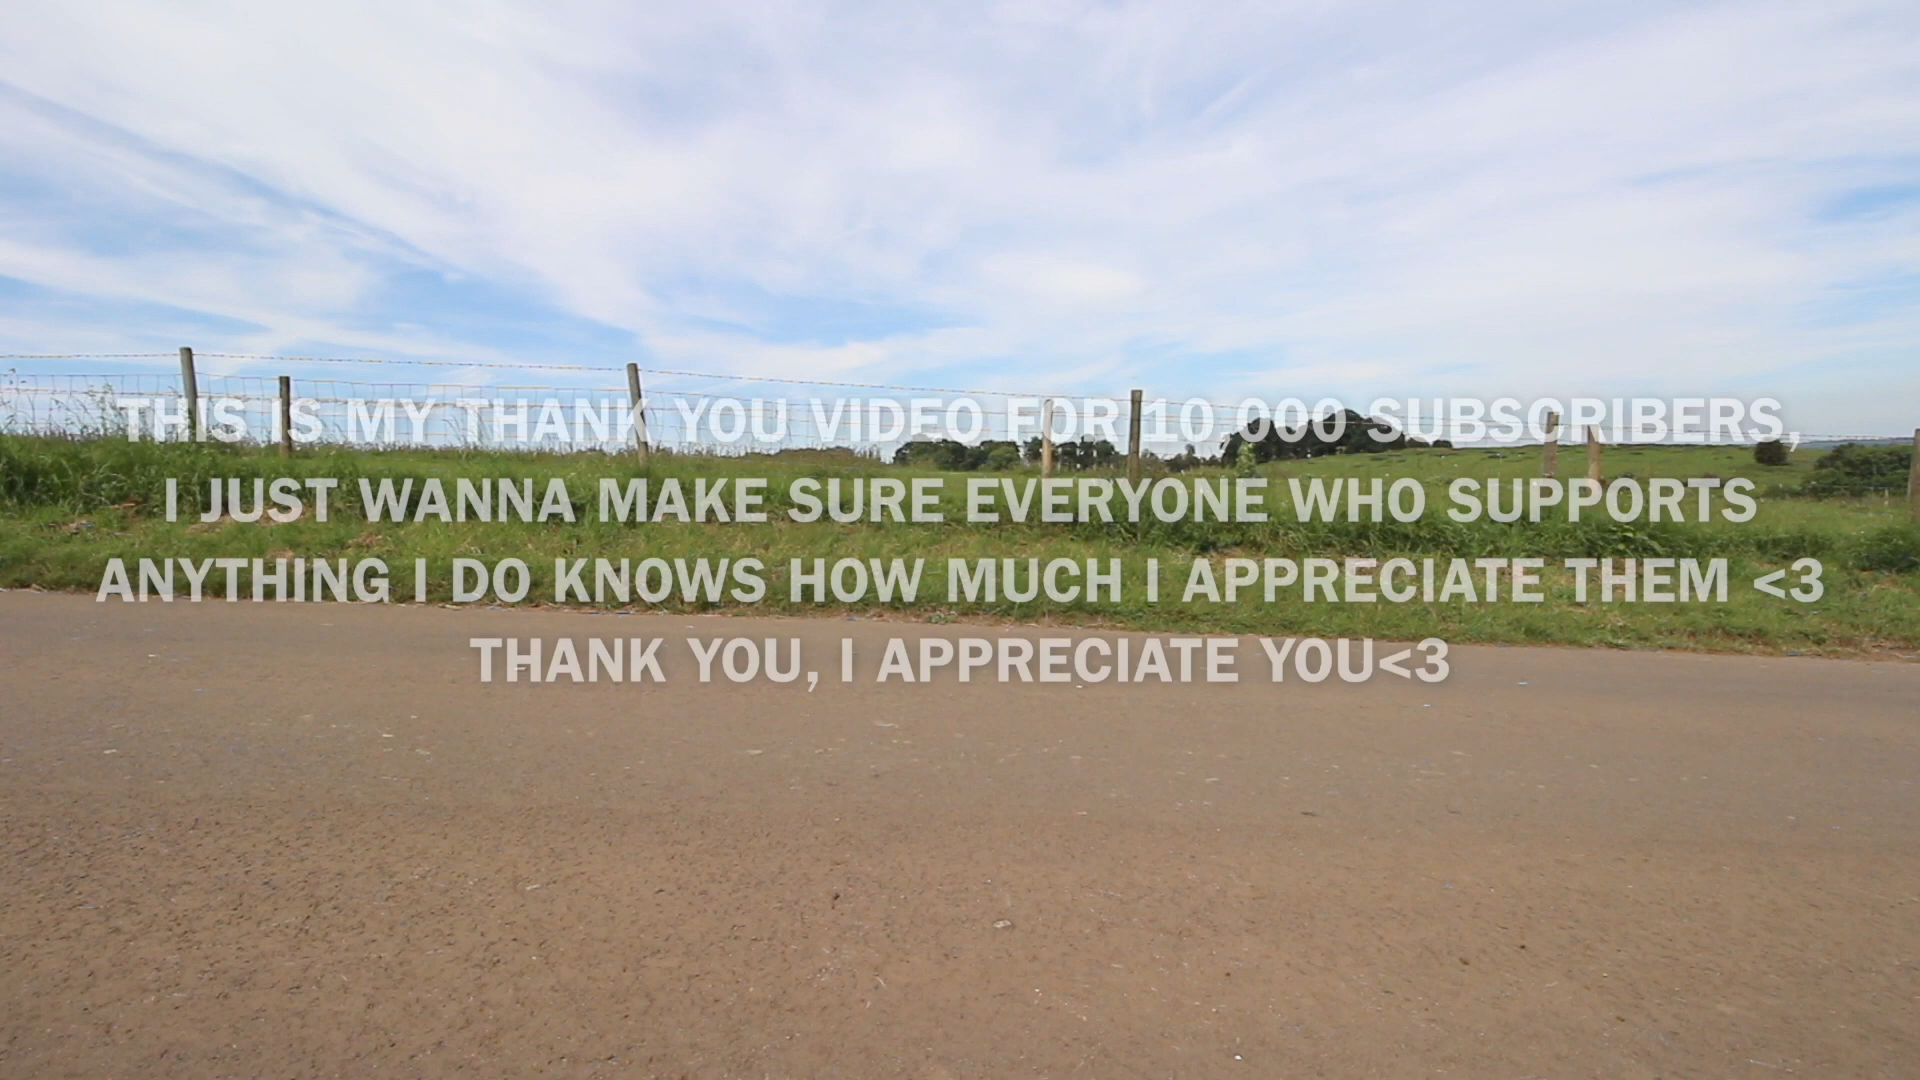 THIS IS MY THANK YOU VIDEO FOR 10 000 SUBSCRIBERS,
I JUST WANNA MAKE SURE EVERYONE WHO SUPPORTS
ANYTHING I DO KNOWS HOW MUCH I APPRECIATE THEM <3
THANK YOU, I APPRECIATE YOU<3